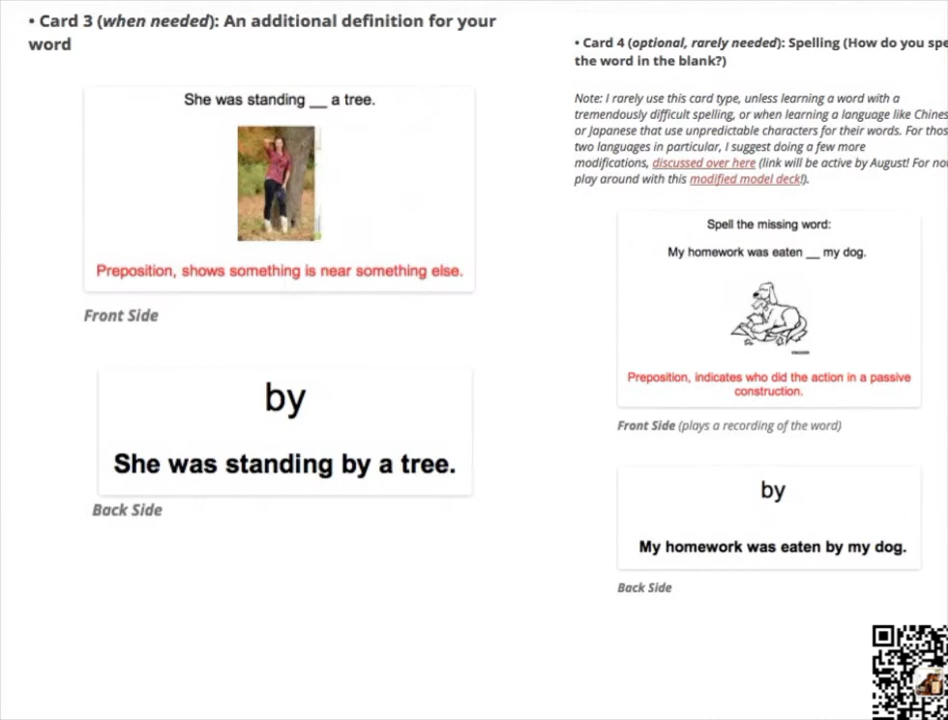 • Card 3 (when needed): An additional definition for your
word
She was standing __ a tree.
Preposition, shows something is near something else.
Front Side
by
She was standing by a tree.
Back Side
• Card 4 (optional, rarely needed): Spelling (How do you spe
the word in the blank?)
Note: I rarely use this card type, unless learning a word with a
tremendously difficult spelling, or when learning a language like Chines
or Japanese that use unpredictable characters for their words. For thos
two languages in particular, I suggest doing a few more
modifications, discussed over here (link will be active by August! For no
play around with this modified model deck!).
Spell the missing word:
My homework was eaten __ my dog.
Preposition, indicates who did the action in a passive
construction.
Front Side (plays a recording of the word)
by
My homework was eaten by my dog.
Back Side